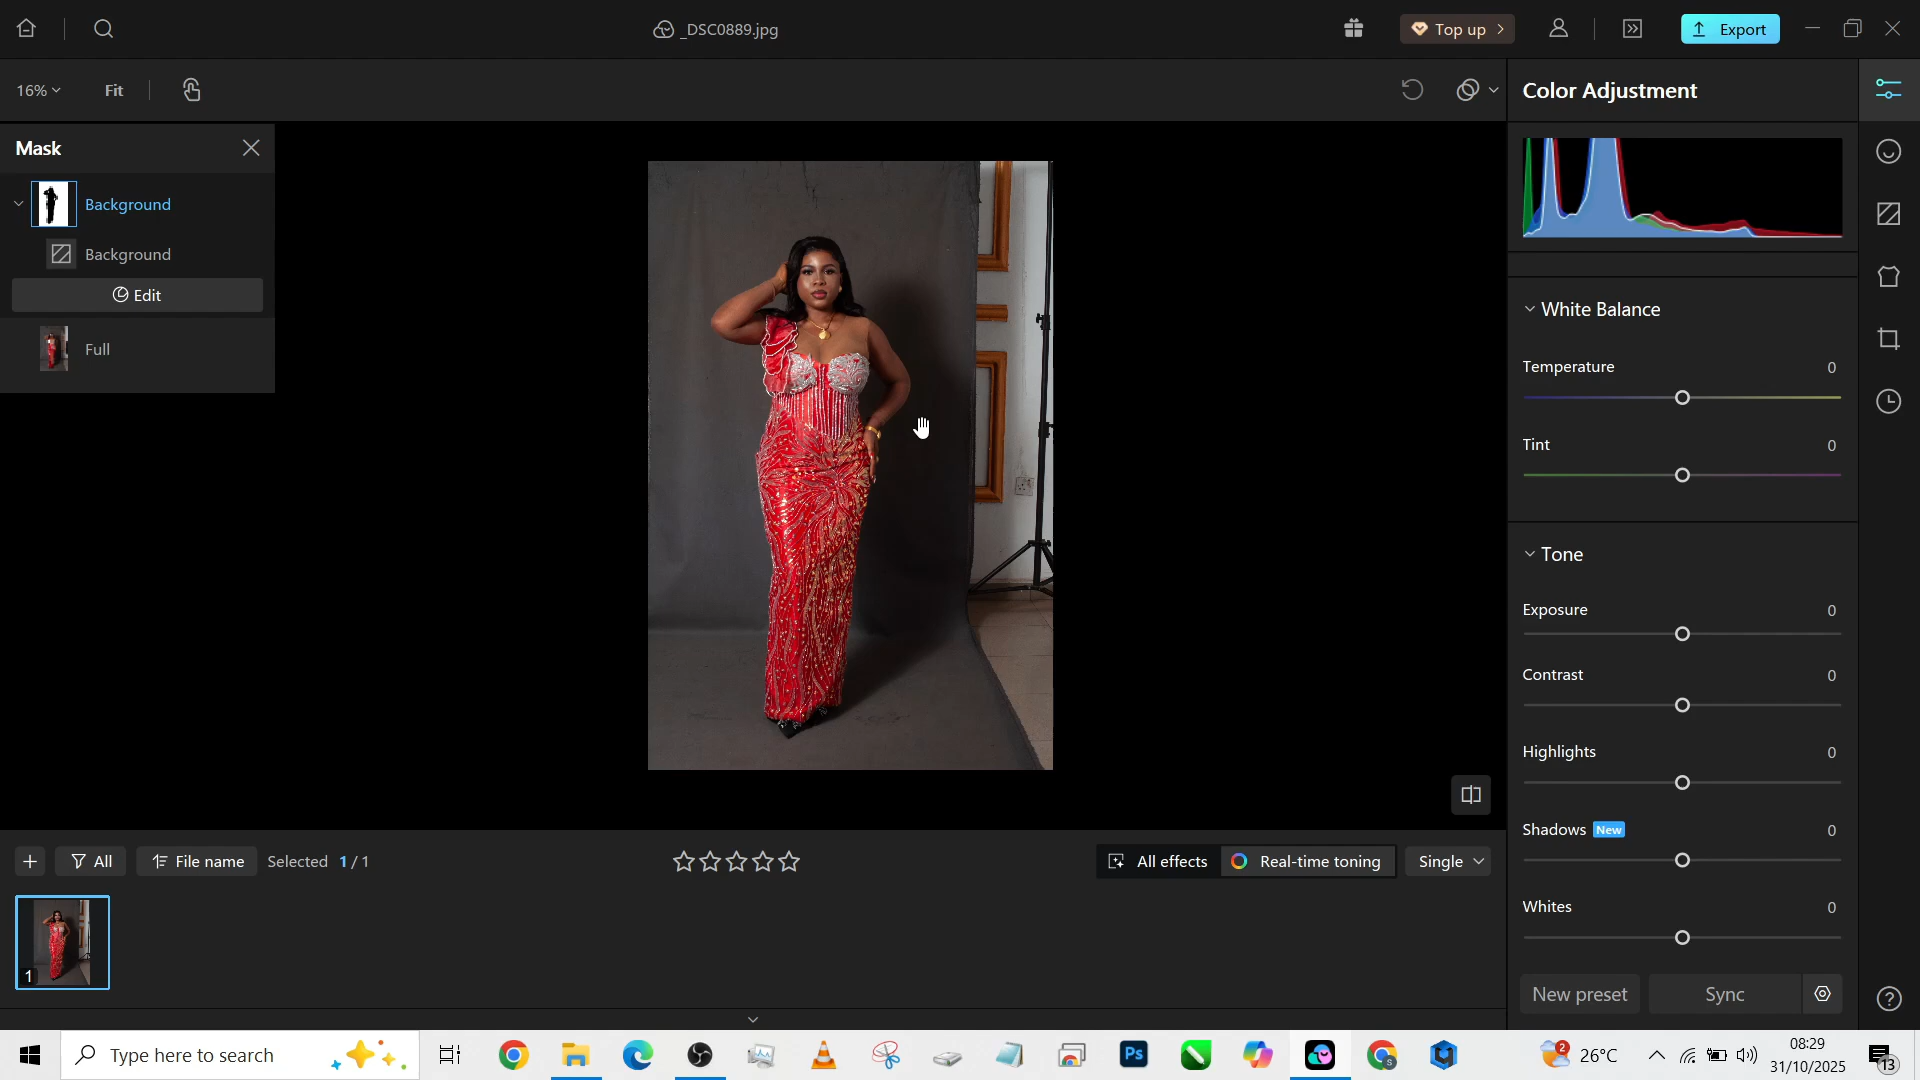 _DSC0889.jpg
Top up
Export
16%
Fit
Color Adjustment
Mask
Background
Background
Edit
Full
White Balance
Temperature 0
Tint 0
Tone
Exposure 0
Contrast 0
Highlights 0
Shadows New 0
Whites 0
New preset
Sync
All
File name
Selected 1/1
All effects
Real-time toning
Single
1
Type here to search
Ps
S
2
26°C
08:29
31/10/2025
13